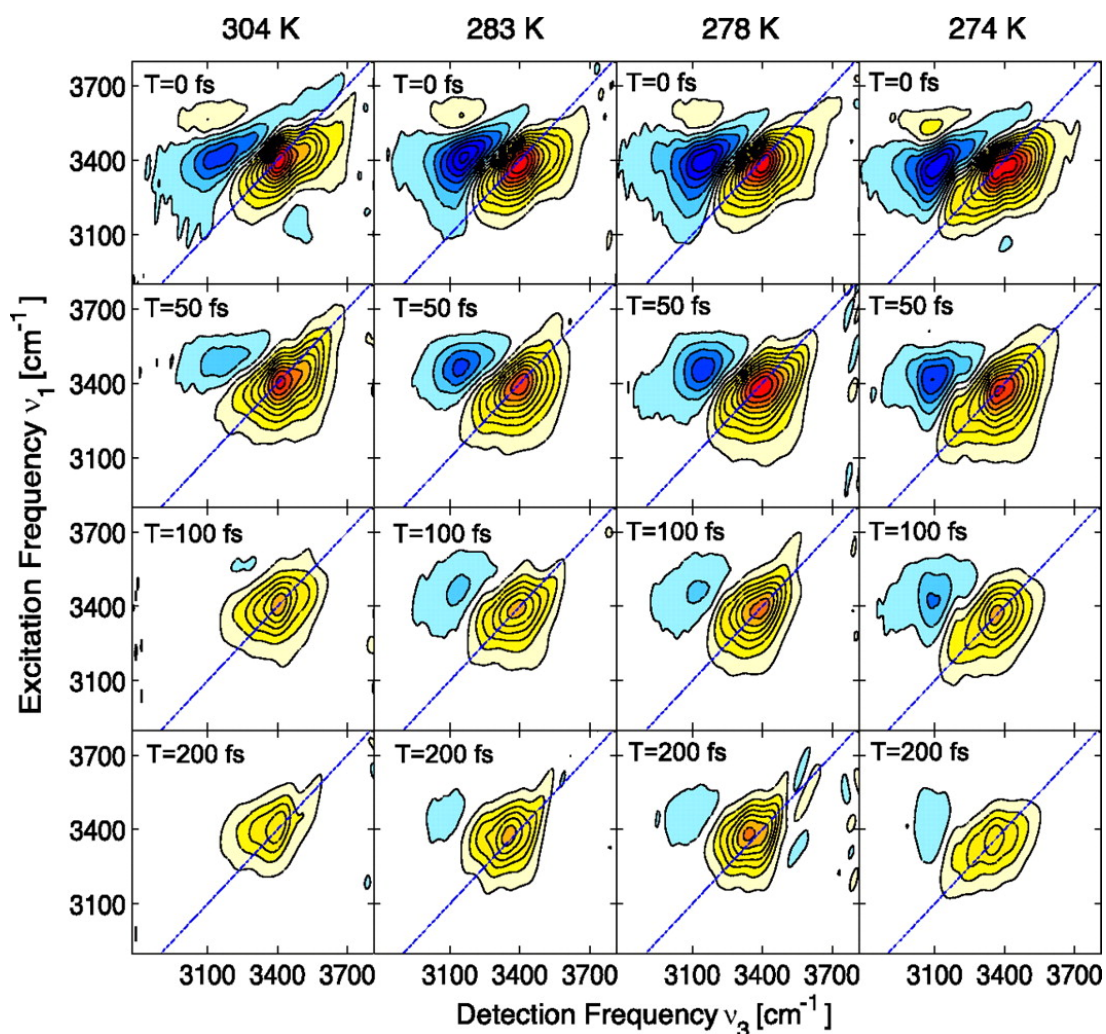 304 K 283 K 278 K 274 K
T=0 fs T=0 fs T=0 fs T=0 fs
3700
3400
3100
T=50 fs T=50 fs T=50 fs T=50 fs
3700
3400
3100
T=100 fs T=100 fs T=100 fs T=100 fs
3700
3400
3100
T=200 fs T=200 fs T=200 fs T=200 fs
3700
3400
3100
Excitation Frequency ν₁ [cm⁻¹]
3100 3400 3700 3100 3400 3700 3100 3400 3700 3100 3400 3700
Detection Frequency ν₃ [cm⁻¹]